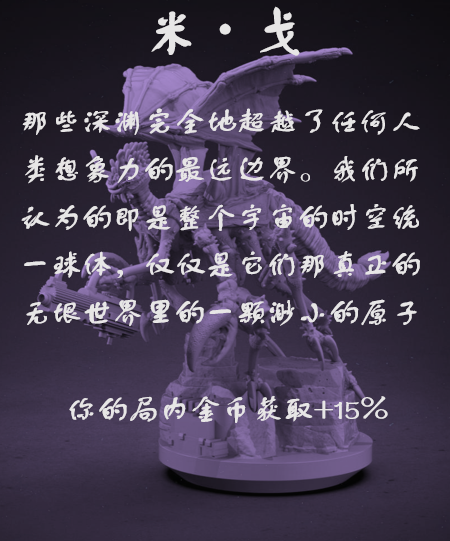 米·戈
那些深渊完全地超越了任何人
类想象力的最远边界。我们所
认为的即是整个宇宙的时空统
一球体，仅仅是它们那真正的
无垠世界里的一颗渺小的原子
你的局内金币获取+15%